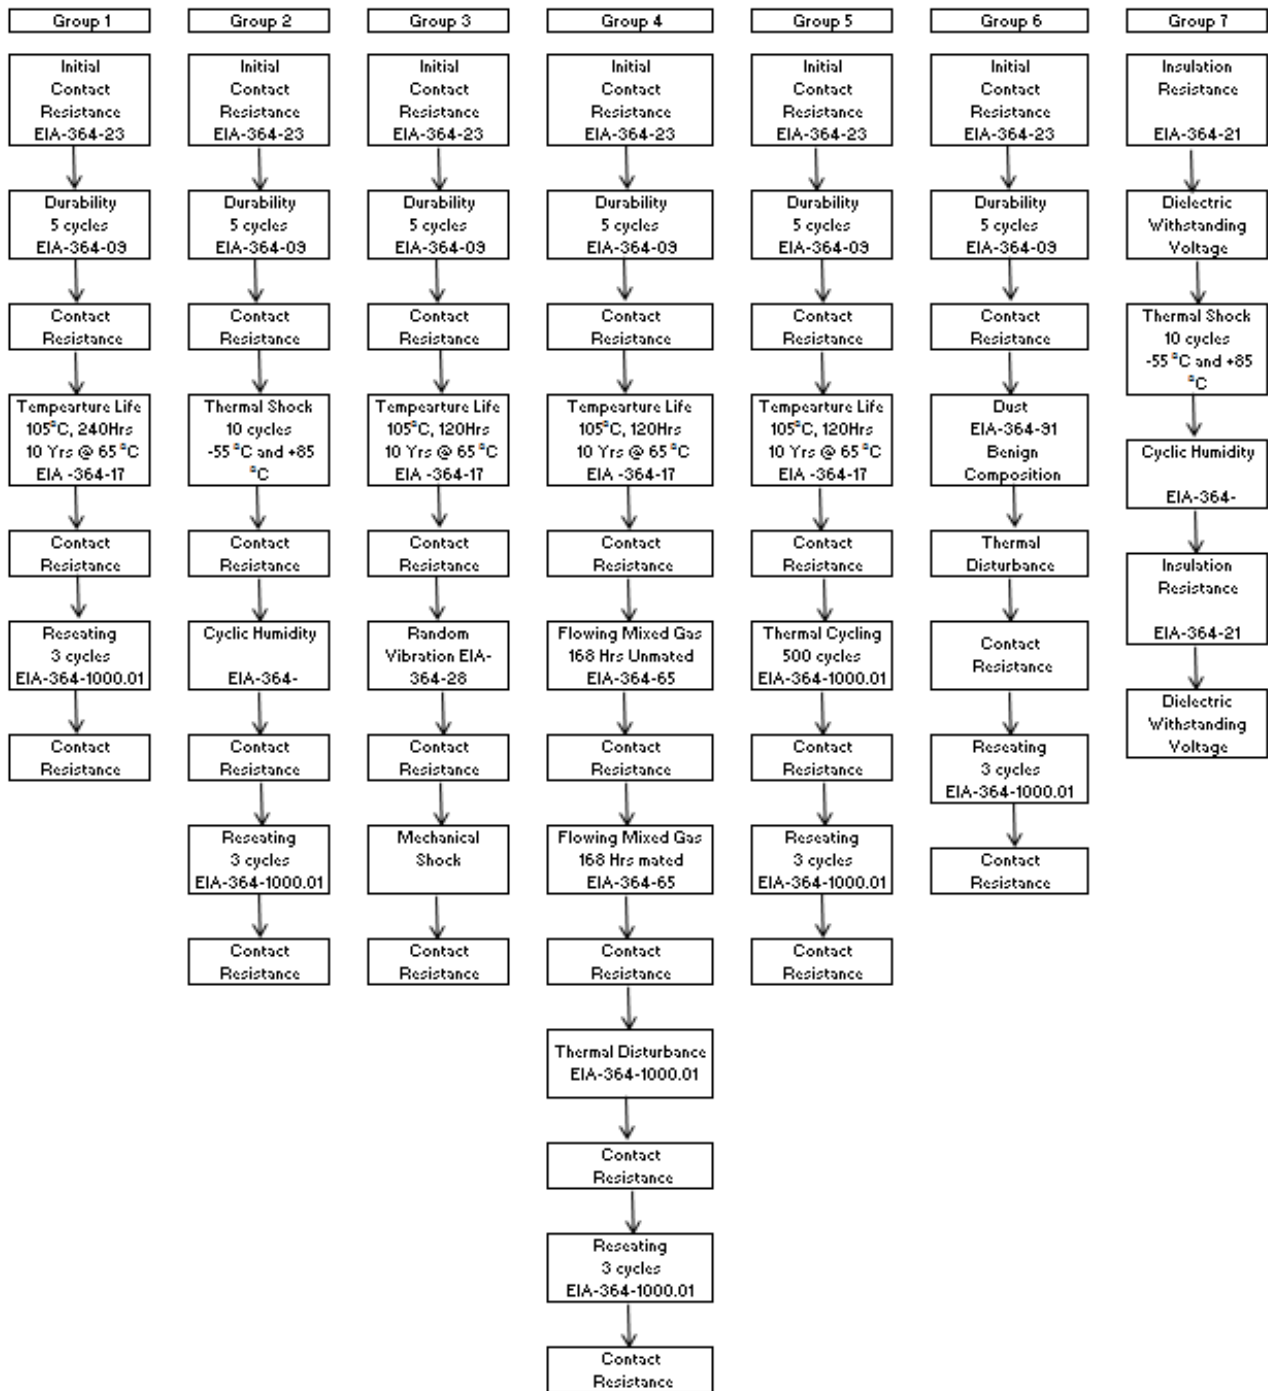 Group 1
Initial
Contact
Resistance
EIA-364-23
Durability
5 cycles
EIA-364-09
Contact
Resistance
Tempearture Life
105°C, 240Hrs
10 Yrs @ 65 °C
EIA -364-17
Contact
Resistance
Reseating
3 cycles
EIA-364-1000.01
Contact
Resistance
Group 2
Initial
Contact
Resistance
EIA-364-23
Durability
5 cycles
EIA-364-09
Contact
Resistance
Thermal Shock
10 cycles
-55 °C and +85
°C
Contact
Resistance
Cyclic Humidity
EIA-364-
Contact
Resistance
Reseating
3 cycles
EIA-364-1000.01
Contact
Resistance
Group 3
Initial
Contact
Resistance
EIA-364-23
Durability
5 cycles
EIA-364-09
Contact
Resistance
Tempearture Life
105°C, 120Hrs
10 Yrs @ 65 °C
EIA -364-17
Contact
Resistance
Random
Vibration EIA-
364-28
Contact
Resistance
Mechanical
Shock
Contact
Resistance
Group 4
Initial
Contact
Resistance
EIA-364-23
Durability
5 cycles
EIA-364-09
Contact
Resistance
Tempearture Life
105°C, 120Hrs
10 Yrs @ 65 °C
EIA -364-17
Contact
Resistance
Flowing Mixed Gas
168 Hrs Unmated
EIA-364-65
Contact
Resistance
Flowing Mixed Gas
168 Hrs mated
EIA-364-65
Contact
Resistance
Thermal Disturbance
EIA-364-1000.01
Contact
Resistance
Reseating
3 cycles
EIA-364-1000.01
Contact
Resistance
Group 5
Initial
Contact
Resistance
EIA-364-23
Durability
5 cycles
EIA-364-09
Contact
Resistance
Tempearture Life
105°C, 120Hrs
10 Yrs @ 65 °C
EIA -364-17
Contact
Resistance
Thermal Cycling
500 cycles
EIA-364-1000.01
Contact
Resistance
Reseating
3 cycles
EIA-364-1000.01
Contact
Resistance
Group 6
Initial
Contact
Resistance
EIA-364-23
Durability
5 cycles
EIA-364-09
Contact
Resistance
Dust
EIA-364-91
Benign
Composition
Thermal
Disturbance
Contact
Resistance
Reseating
3 cycles
EIA-364-1000.01
Contact
Resistance
Group 7
Insulation
Resistance
EIA-364-21
Dielectric
Withstanding
Voltage
Thermal Shock
10 cycles
-55 °C and +85
°C
Cyclic Humidity
EIA-364-
Insulation
Resistance
EIA-364-21
Dielectric
Withstanding
Voltage